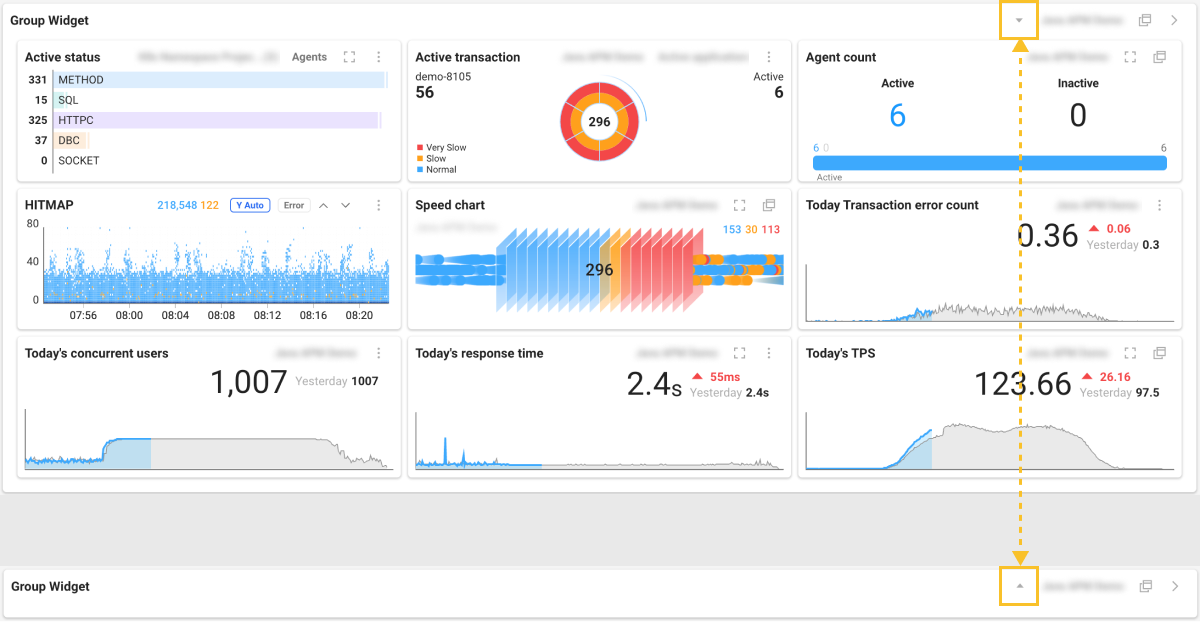 Group Widget
Active status
Agents
331 METHOD
15 SQL
325 HTTPC
37 DBC
0 SOCKET
Active transaction
demo-8105
56
Active
6
296
Very Slow
Slow
Normal
Agent count
Active
6
Inactive
0
6 0
6
Active
HITMAP
218,548 122
Y Auto
Error
80
40
0
07:56 08:00 08:04 08:08 08:12 08:16 08:20
Speed chart
153 30 113
296
Today Transaction error count
0.36
0.06
Yesterday 0.3
Today's concurrent users
1,007
Yesterday 1007
Today's response time
2.4s
55ms
Yesterday 2.4s
Today's TPS
123.66
26.16
Yesterday 97.5
Group Widget